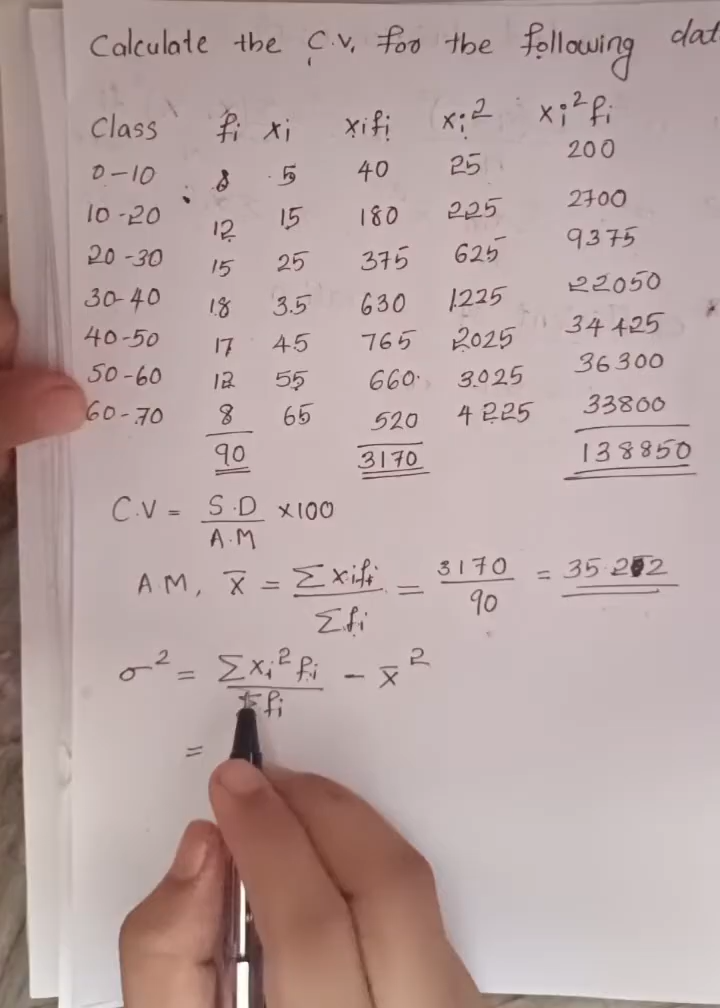 Calculate the C.V. for the following dat
Class fi xi xifi xi² xi²fi
0-10 8 5 40 25 200
10-20 12 15 180 225 2700
20-30 15 25 375 625 9375
30-40 18 35 630 1225 22050
40-50 17 45 765 2025 34425
50-60 12 55 660 3025 36300
60-70 8 65 520 4225 33800
90 3170 138850
C.V = S.D / A.M ×100
A.M, x̄ = Σxifi / Σfi = 3170 / 90 = 35.22
σ² = Σxi²fi / Σfi - x̄²
=